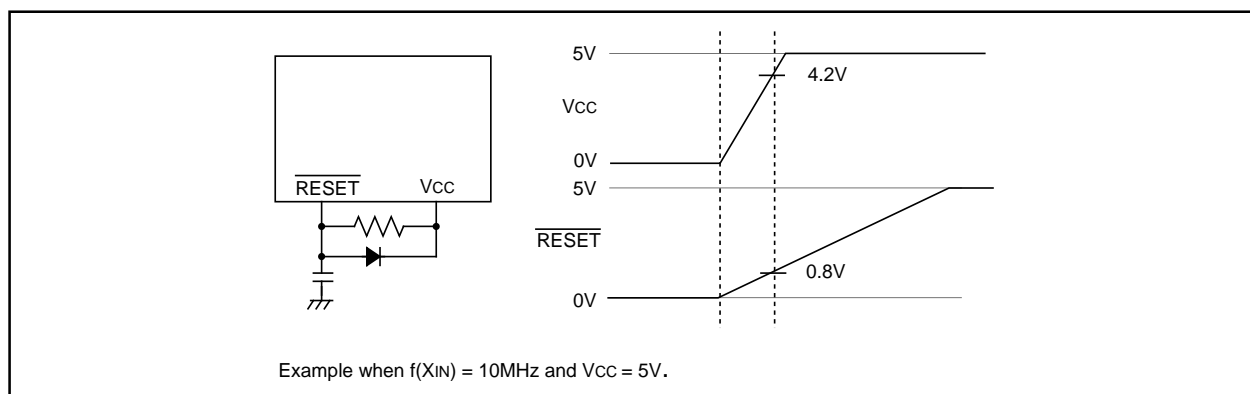 RESET VCC
5V
4.2V
VCC
0V
5V
RESET
0.8V
0V
Example when f(XIN) = 10MHz and VCC = 5V.